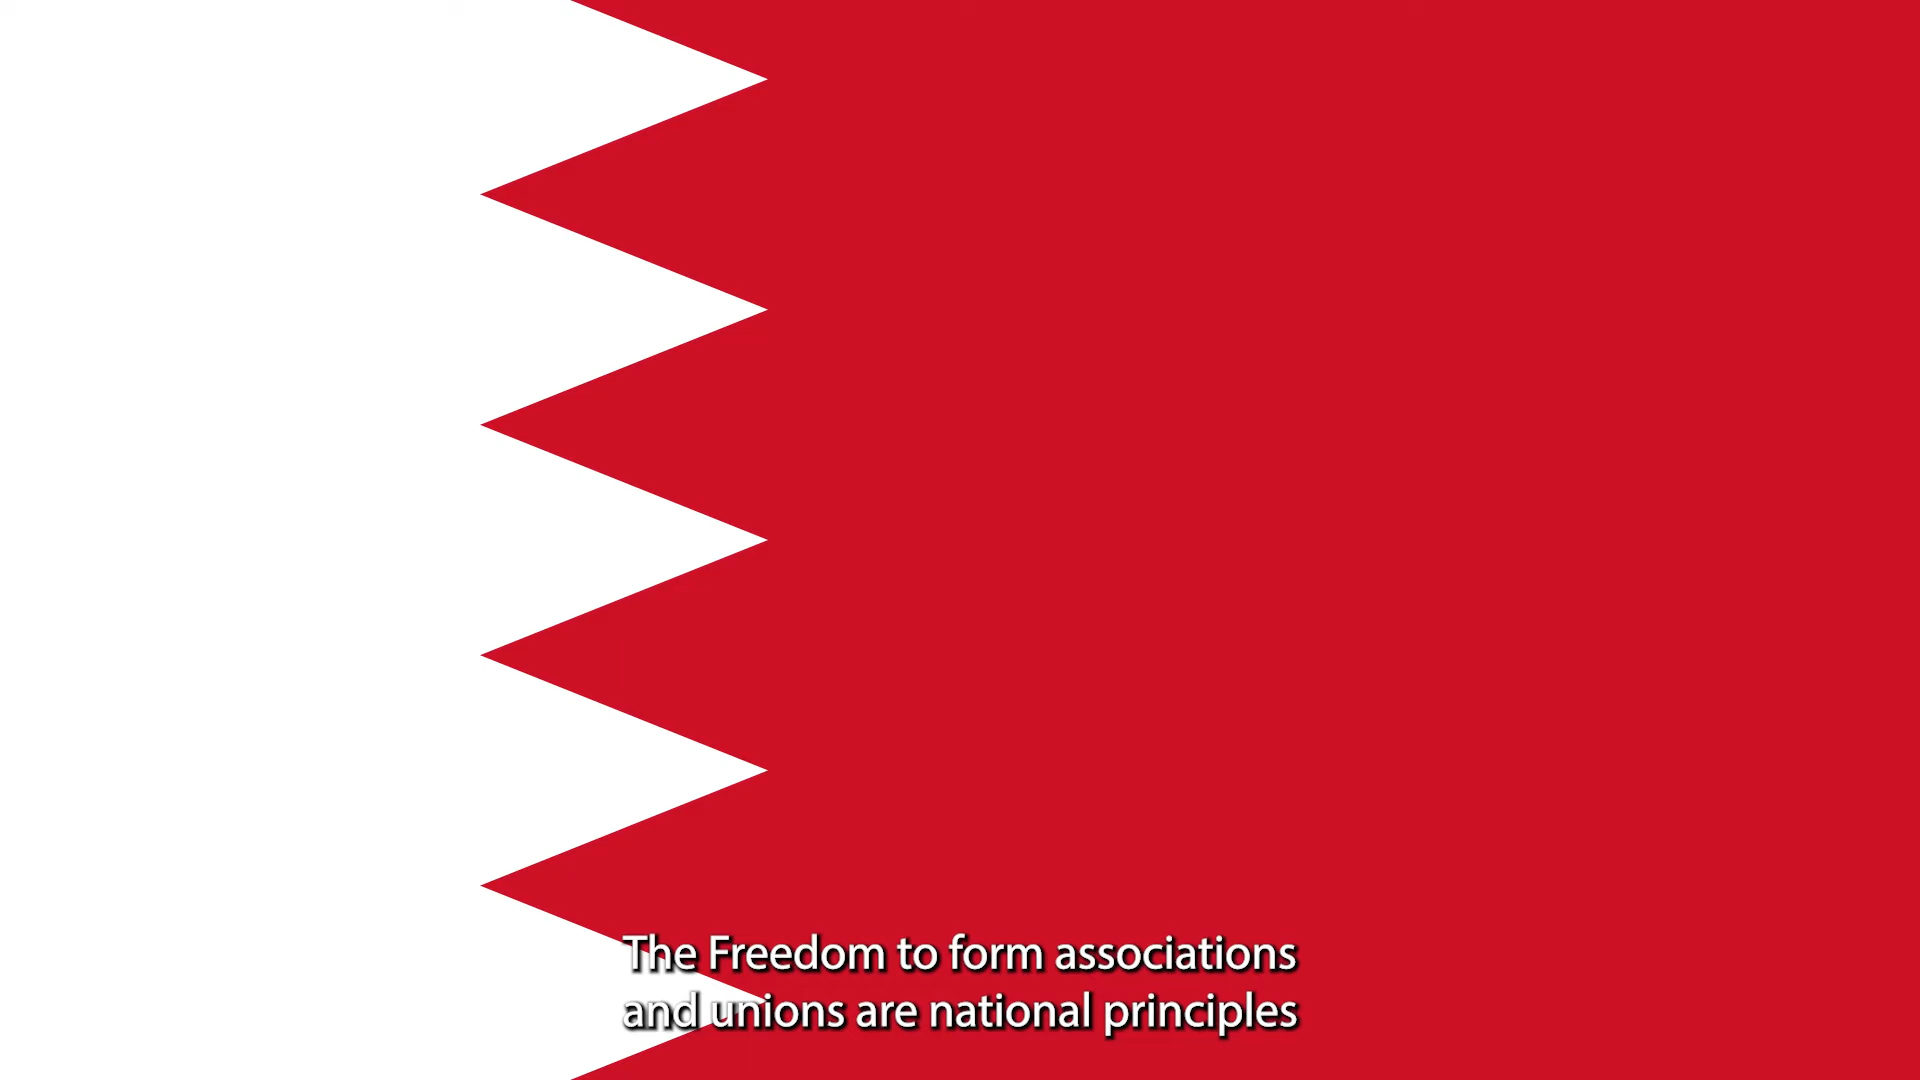 The Freedom to form associations
and unions are national principles